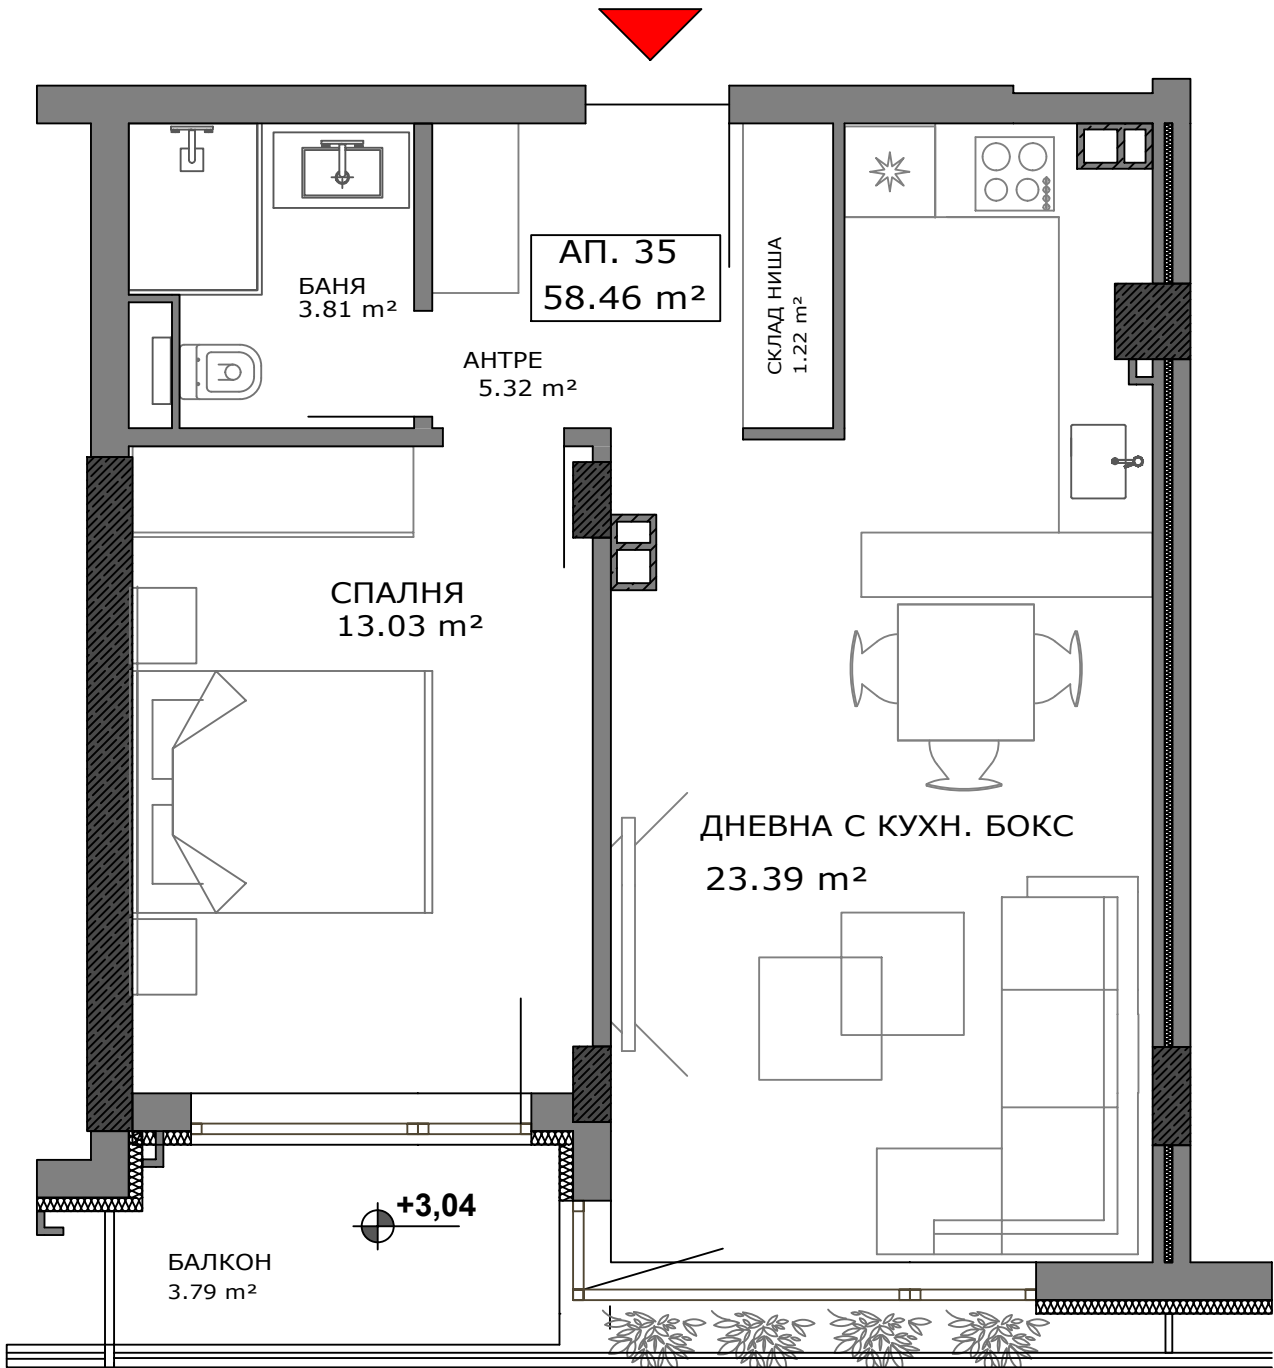 АП. 35
58.46 m²
БАНЯ
3.81 m²
СКЛАД НИША
1.22 m²
АНТРЕ
5.32 m²
СПАЛНЯ
13.03 m²
ДНЕВНА С КУХН. БОКС
23.39 m²
+3,04
БАЛКОН
3.79 m²